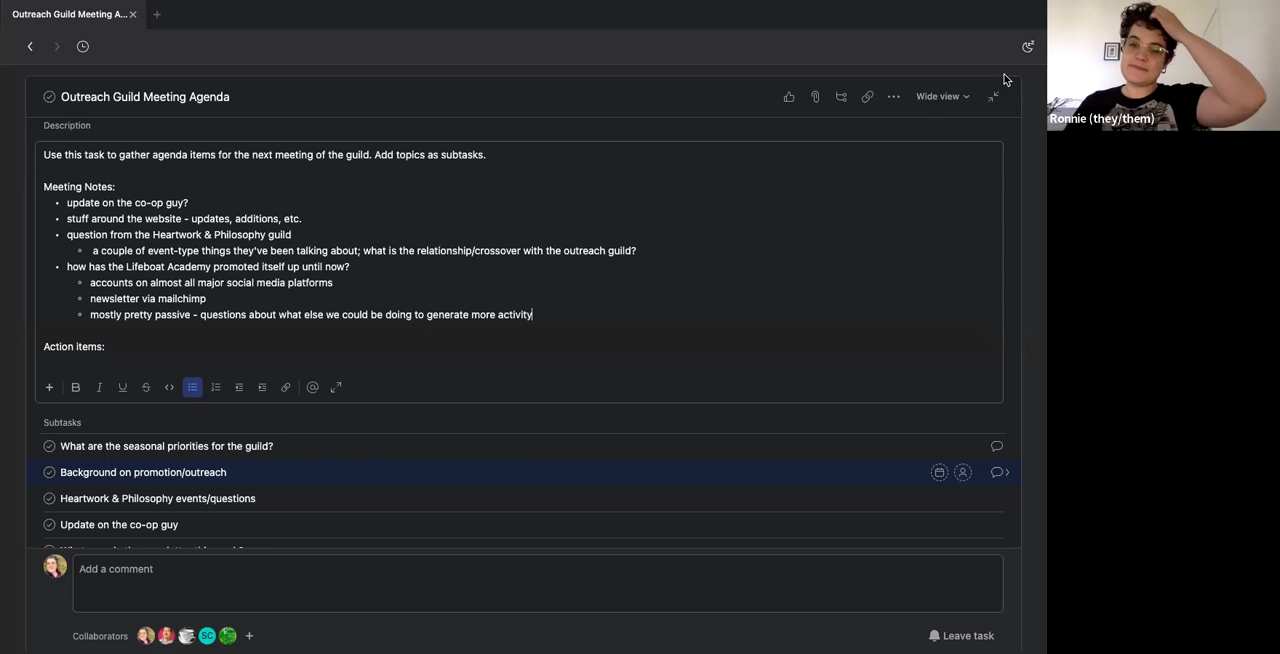 Outreach Guild Meeting A...
Outreach Guild Meeting Agenda
Wide view
Ronnie (they/them)
Description
Use this task to gather agenda items for the next meeting of the guild. Add topics as subtasks.
Meeting Notes:
update on the co-op guy?
stuff around the website - updates, additions, etc.
question from the Heartwork & Philosophy guild
a couple of event-type things they've been talking about; what is the relationship/crossover with the outreach guild?
how has the Lifeboat Academy promoted itself up until now?
accounts on almost all major social media platforms
newsletter via mailchimp
mostly pretty passive - questions about what else we could be doing to generate more activity
Action items:
Subtasks
What are the seasonal priorities for the guild?
Background on promotion/outreach
Heartwork & Philosophy events/questions
Update on the co-op guy
Add a comment
Collaborators
SC
Leave task